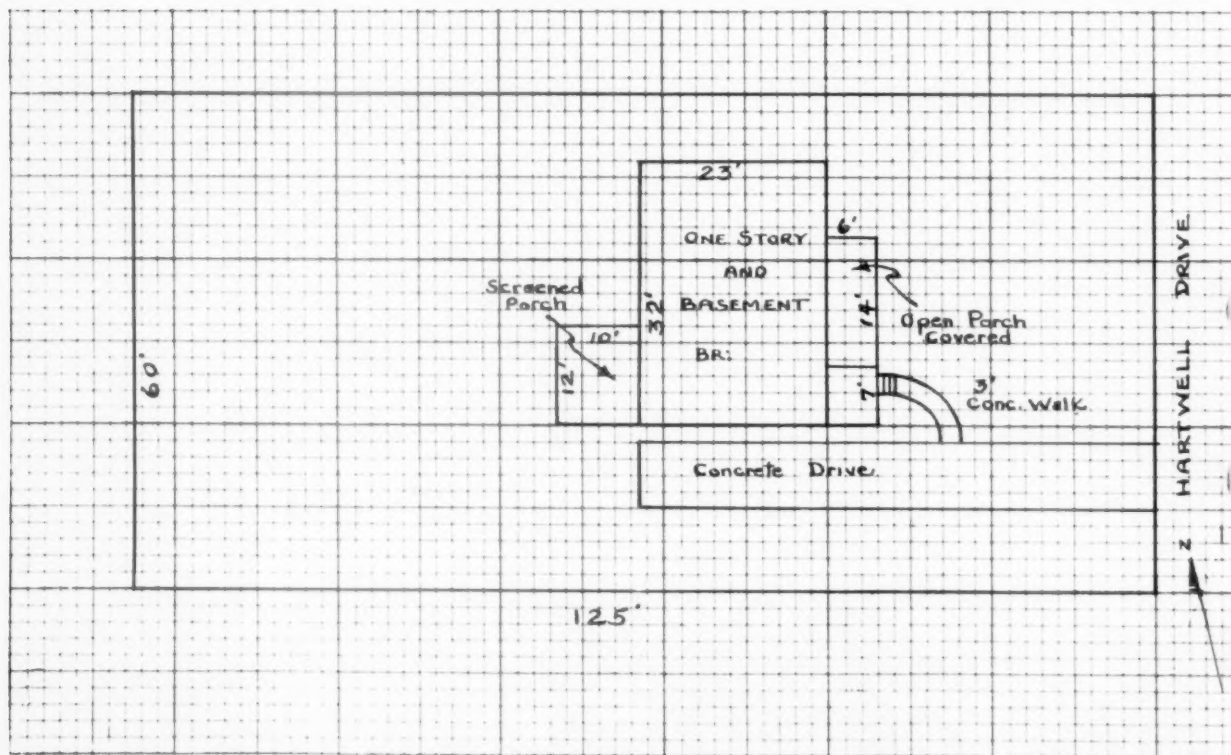 23'
6'
ONE STORY
AND
BASEMENT
BR:
Screened
Porch
32'
10'
12'
14'
Open Porch
Covered
7'
3'
Conc. Walk
Concrete Drive
60'
125'
HARTWELL DRIVE
N